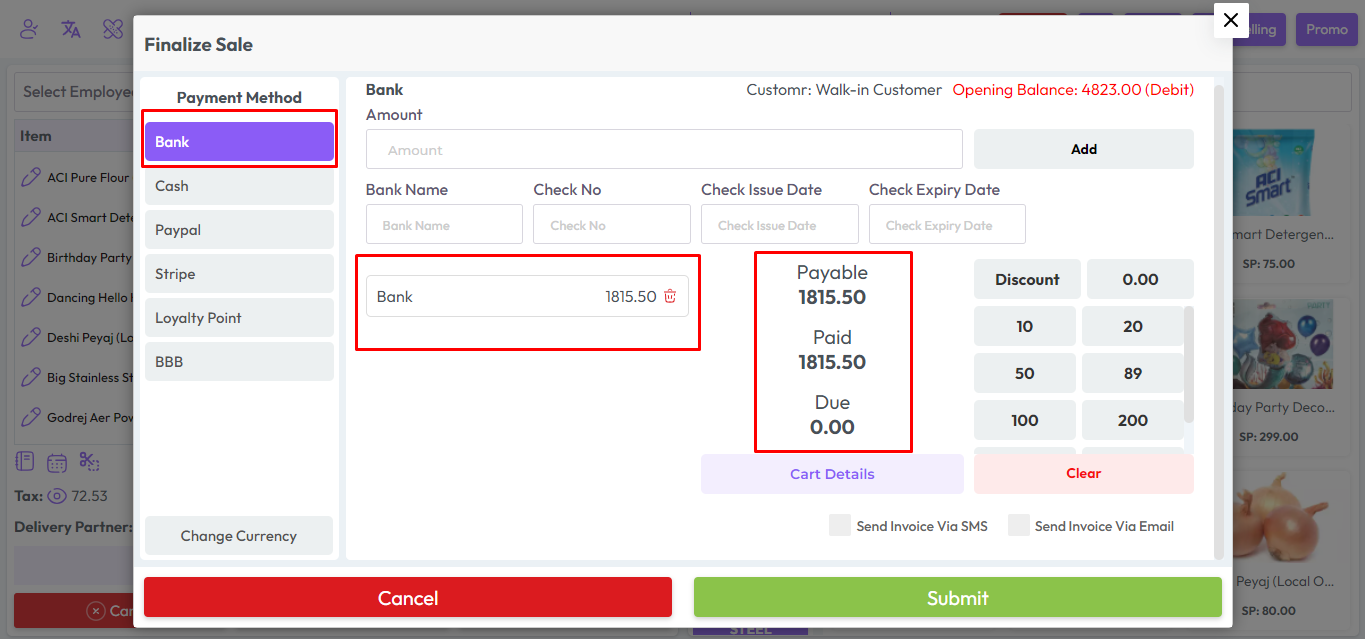 elling
Promo
Finalize Sale
Select Employe
Item
ACI Pure Flour
ACI Smart Dete
Birthday Party
Dancing Hello
Deshi Peyaj (Lo
Big Stainless St
Godrej Aer Pow
Tax: 72.53
Delivery Partner:
Can
Payment Method
Bank
Cash
Paypal
Stripe
Loyalty Point
BBB
Change Currency
Bank
Customr: Walk-in Customer Opening Balance: 4823.00 (Debit)
Amount
Amount
Add
Bank Name Check No Check Issue Date Check Expiry Date
Bank Name Check No Check Issue Date Check Expiry Date
Bank 1815.50
Payable
1815.50
Paid
1815.50
Due
0.00
Discount 0.00
10 20
50 89
100 200
Cart Details
Clear
Send Invoice Via SMS Send Invoice Via Email
Cancel
Submit
ACI
Smart
mart Detergen...
SP: 75.00
day Party Deco...
SP: 299.00
Peyaj (Local O...
SP: 80.00
STEEL